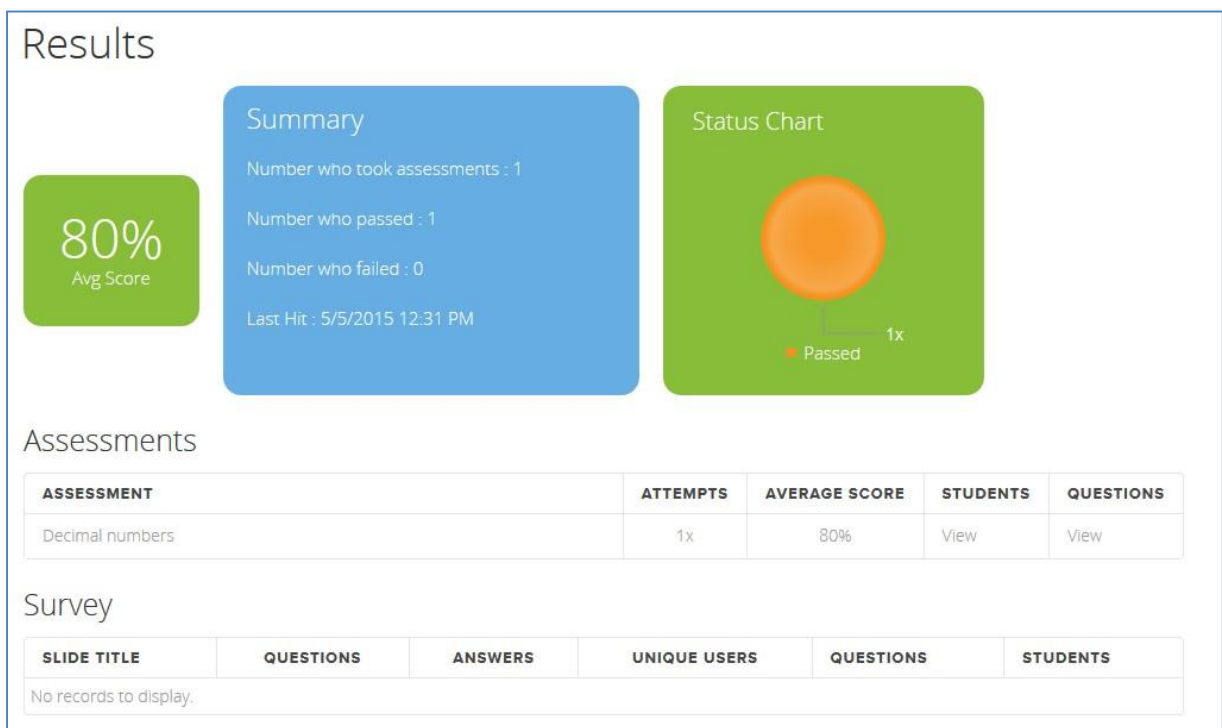 Results
80%
Avg Score
Summary
Number who took assessments : 1
Number who passed : 1
Number who failed : 0
Last Hit : 5/5/2015 12:31 PM
Status Chart
1x
Passed
Assessments
ASSESSMENT ATTEMPTS AVERAGE SCORE STUDENTS QUESTIONS
Decimal numbers 1x 80% View View
Survey
SLIDE TITLE QUESTIONS ANSWERS UNIQUE USERS QUESTIONS STUDENTS
No records to display.